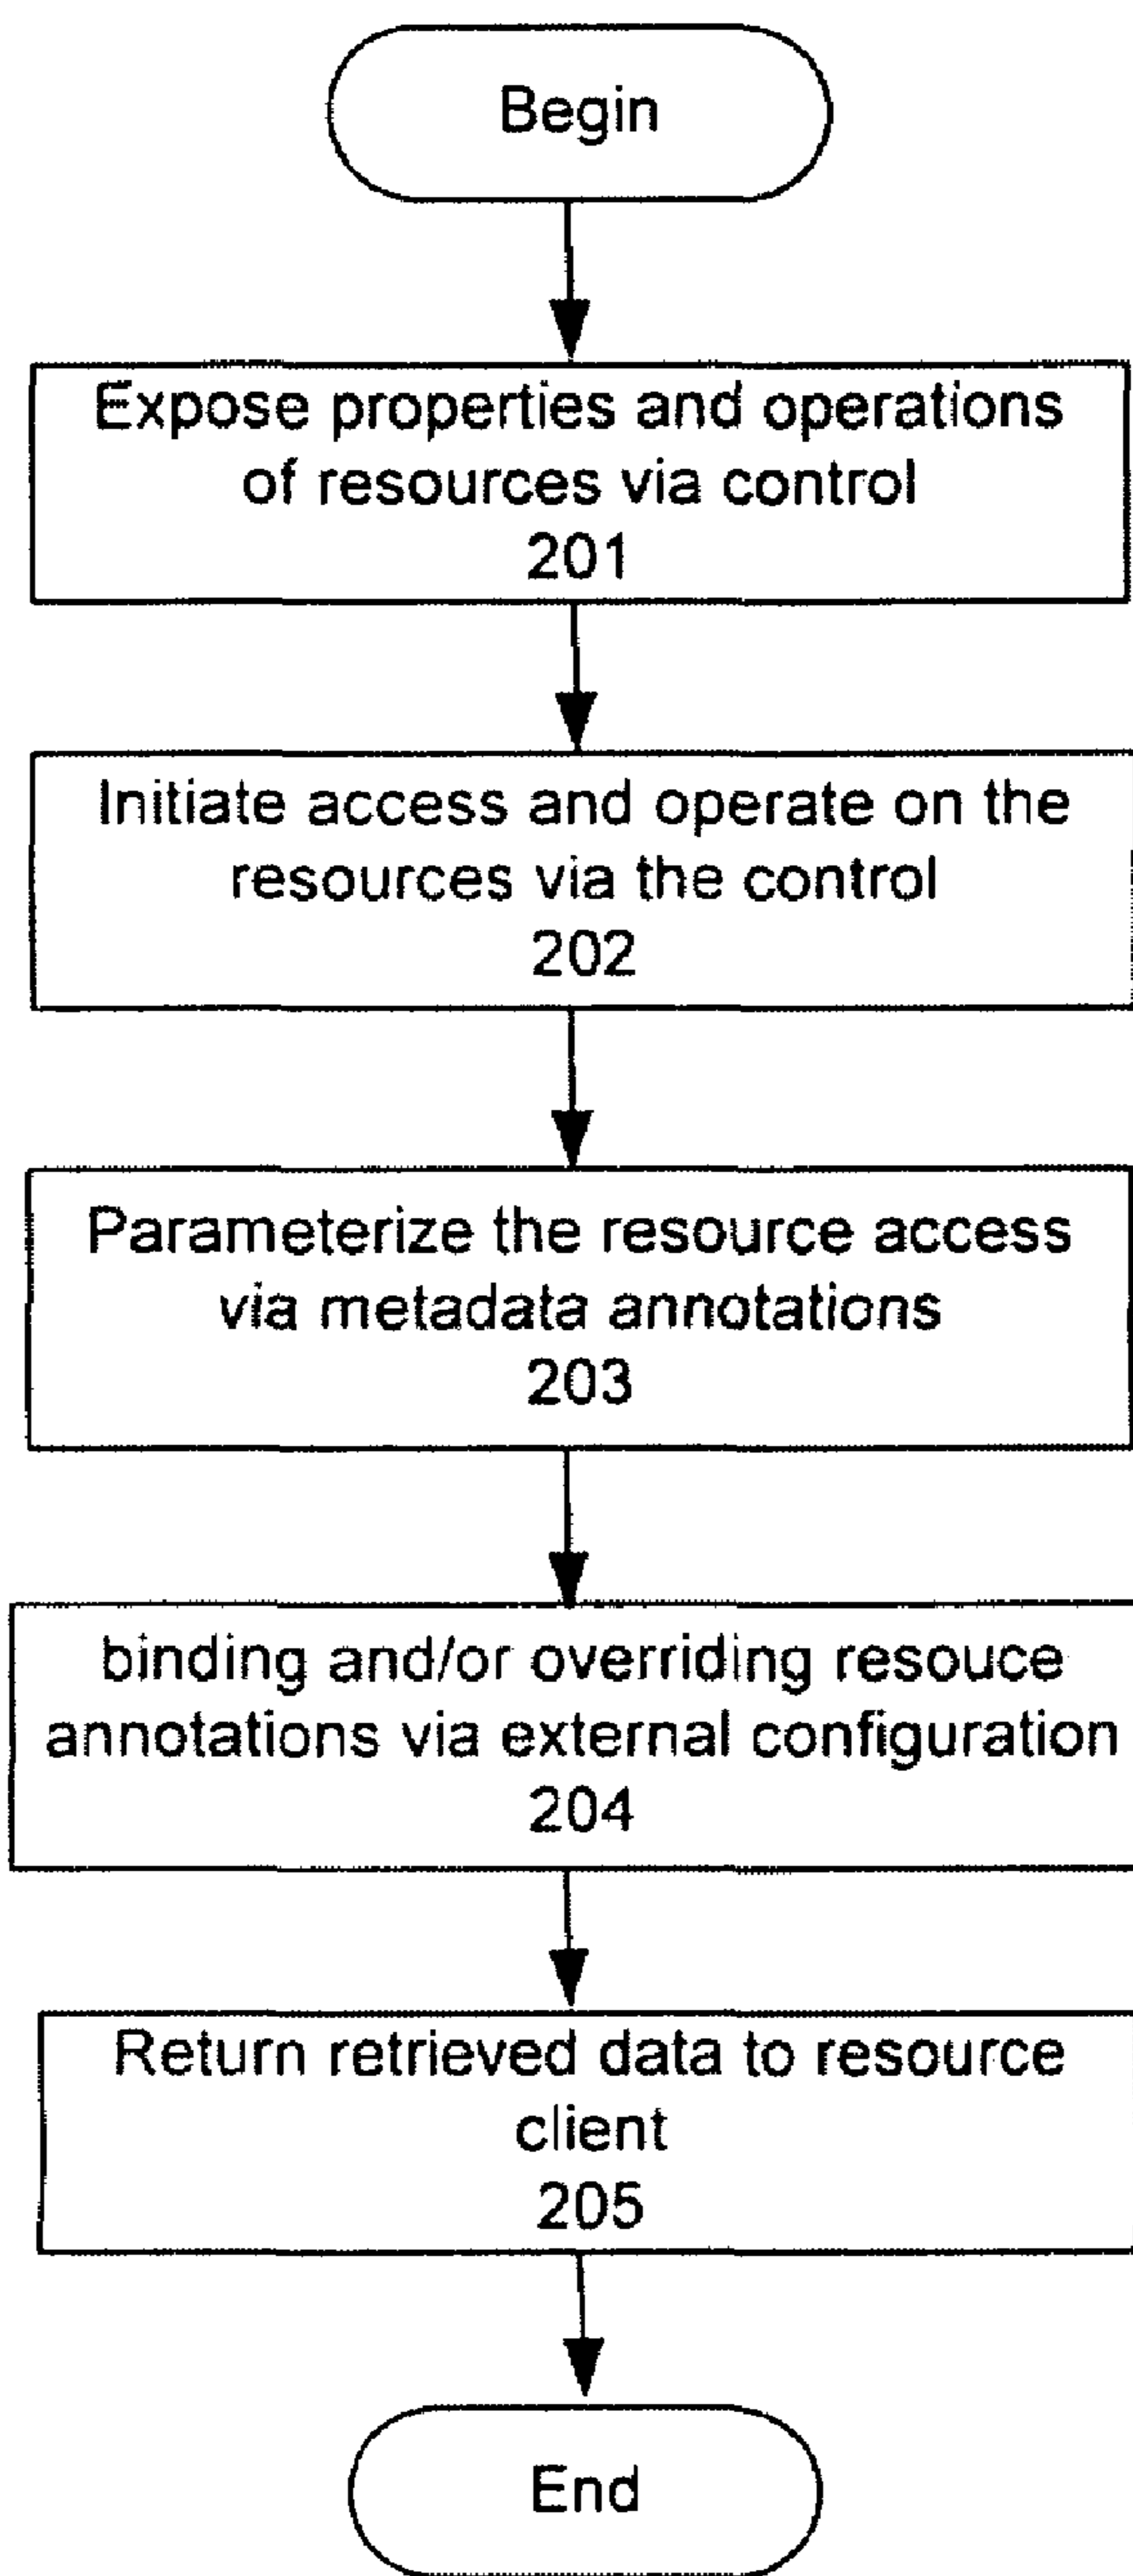 Begin
Expose properties and operations
of resources via control
201
Initiate access and operate on the
resources via the control
202
Parameterize the resource access
via metadata annotations
203
binding and/or overriding resouce
annotations via external configuration
204
Return retrieved data to resource
client
205
End